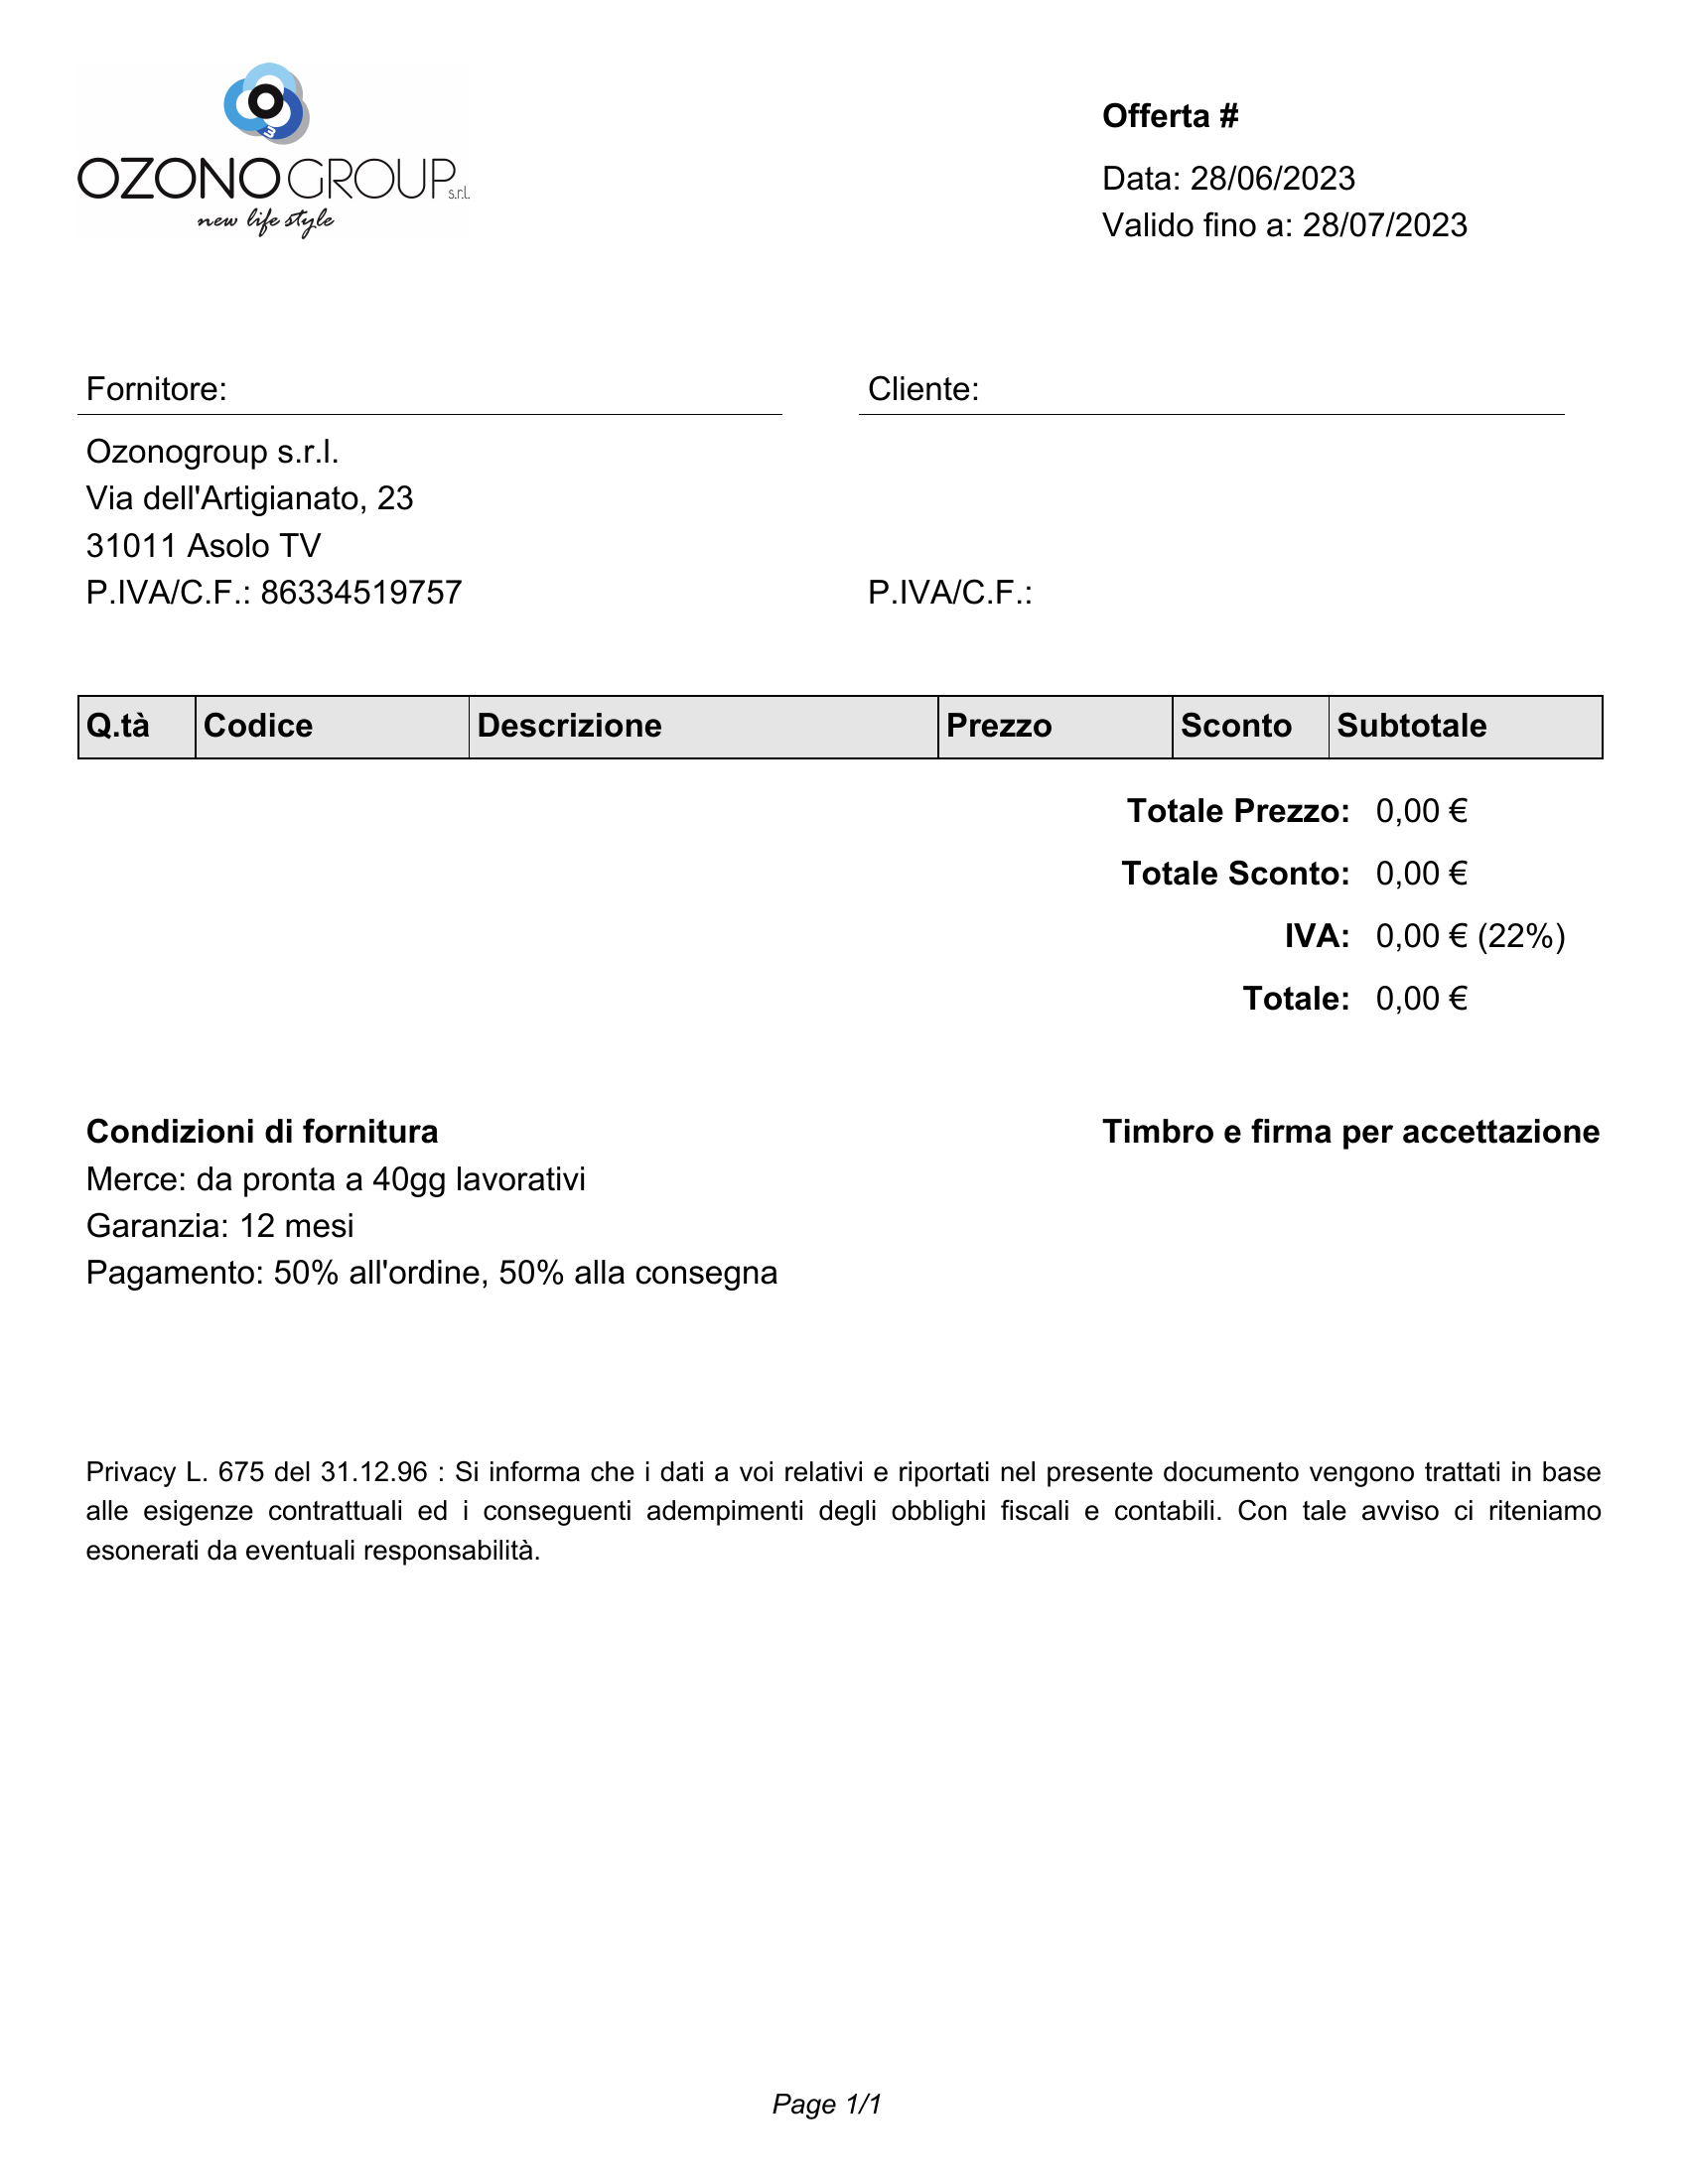 3
OZONOGROUP s.r.l.
new life style
Offerta #
Data: 28/06/2023
Valido fino a: 28/07/2023
Fornitore:
Ozonogroup s.r.l.
Via dell'Artigianato, 23
31011 Asolo TV
P.IVA/C.F.: 86334519757
Cliente:
P.IVA/C.F.:
Q.tà Codice Descrizione Prezzo Sconto Subtotale
Totale Prezzo: 0,00 €
Totale Sconto: 0,00 €
IVA: 0,00 € (22%)
Totale: 0,00 €
Condizioni di fornitura
Merce: da pronta a 40gg lavorativi
Garanzia: 12 mesi
Pagamento: 50% all'ordine, 50% alla consegna
Timbro e firma per accettazione
Privacy L. 675 del 31.12.96 : Si informa che i dati a voi relativi e riportati nel presente documento vengono trattati in base
alle esigenze contrattuali ed i conseguenti adempimenti degli obblighi fiscali e contabili. Con tale avviso ci riteniamo
esonerati da eventuali responsabilità.
Page 1/1